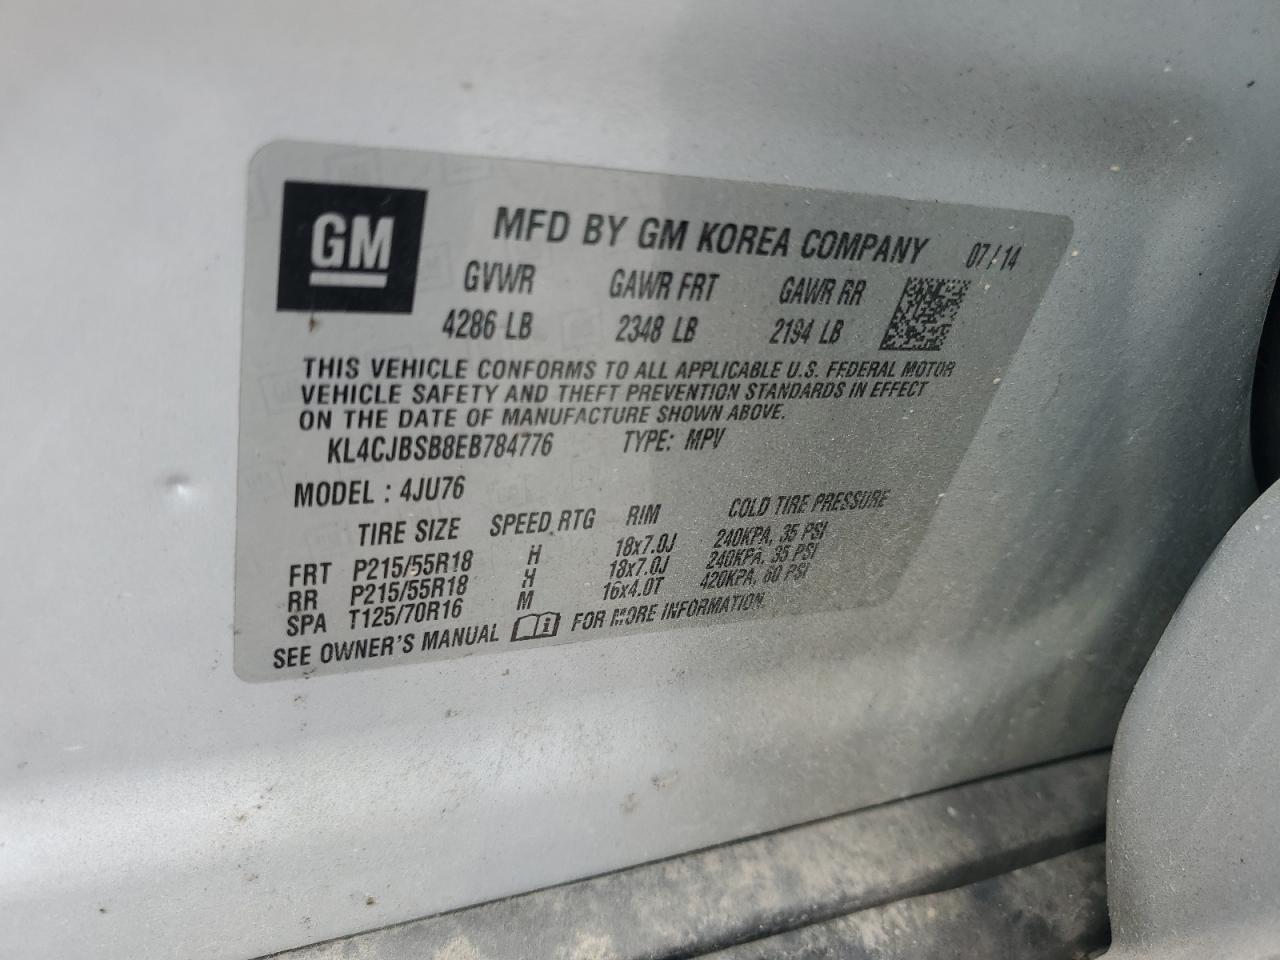 GM
MFD BY GM KOREA COMPANY 07/14
GVWR GAWR FRT GAWR RR
4286 LB 2348 LB 2194 LB
THIS VEHICLE CONFORMS TO ALL APPLICABLE U.S. FEDERAL MOTOR
VEHICLE SAFETY AND THEFT PREVENTION STANDARDS IN EFFECT
ON THE DATE OF MANUFACTURE SHOWN ABOVE.
KL4CJBSB8EB784776 TYPE: MPV
MODEL : 4JU76
TIRE SIZE SPEED RTG RIM COLD TIRE PRESSURE
FRT P215/55R18 H 18x7.0J 240KPA, 35 PSI
RR P215/55R18 H 18x7.0J 240KPA, 35 PSI
SPA T125/70R16 M 16x4.0T 420KPA, 60 PSI
SEE OWNER'S MANUAL i FOR MORE INFORMATION.